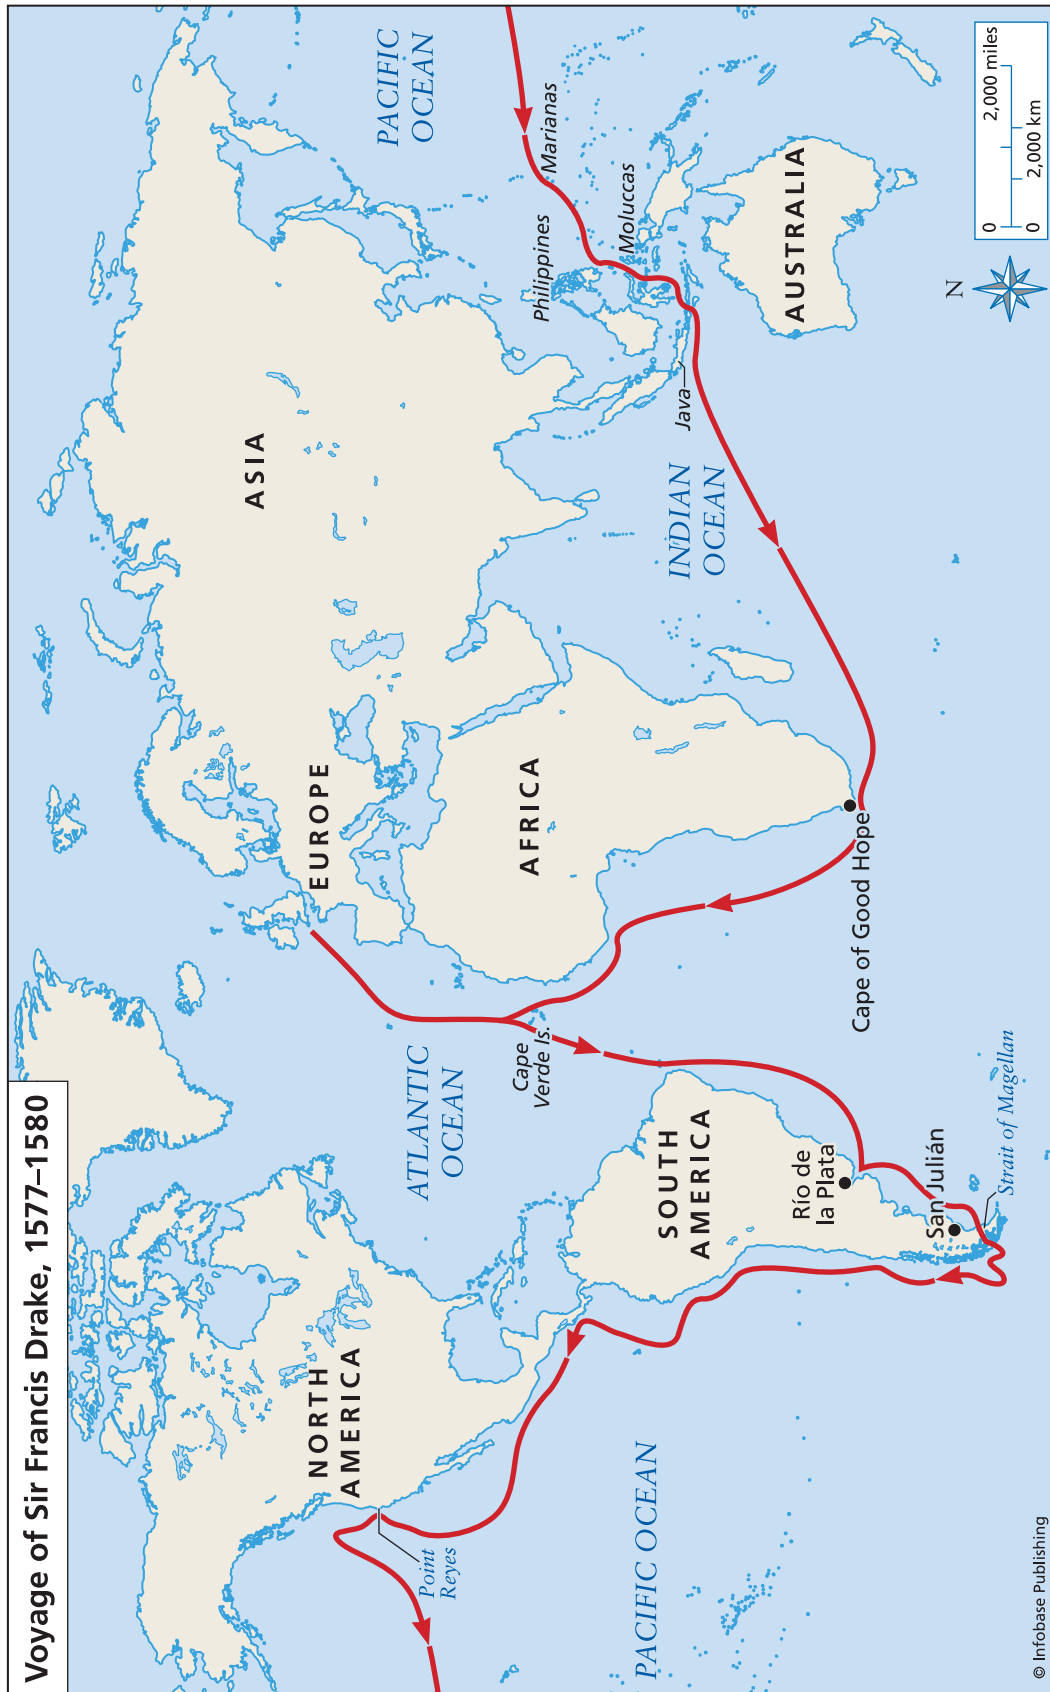 Voyage of Sir Francis Drake, 1577–1580
NORTH
AMERICA
Point
Reyes
PACIFIC OCEAN
ATLANTIC
OCEAN
Cape
Verde Is.
SOUTH
AMERICA
Río de
la Plata
San Julián
Strait of Magellan
EUROPE
AFRICA
Cape of Good Hope
ASIA
INDIAN
OCEAN
Java
Philippines
Moluccas
Marianas
PACIFIC
OCEAN
AUSTRALIA
N
0 2,000 miles
0 2,000 km
© Infobase Publishing